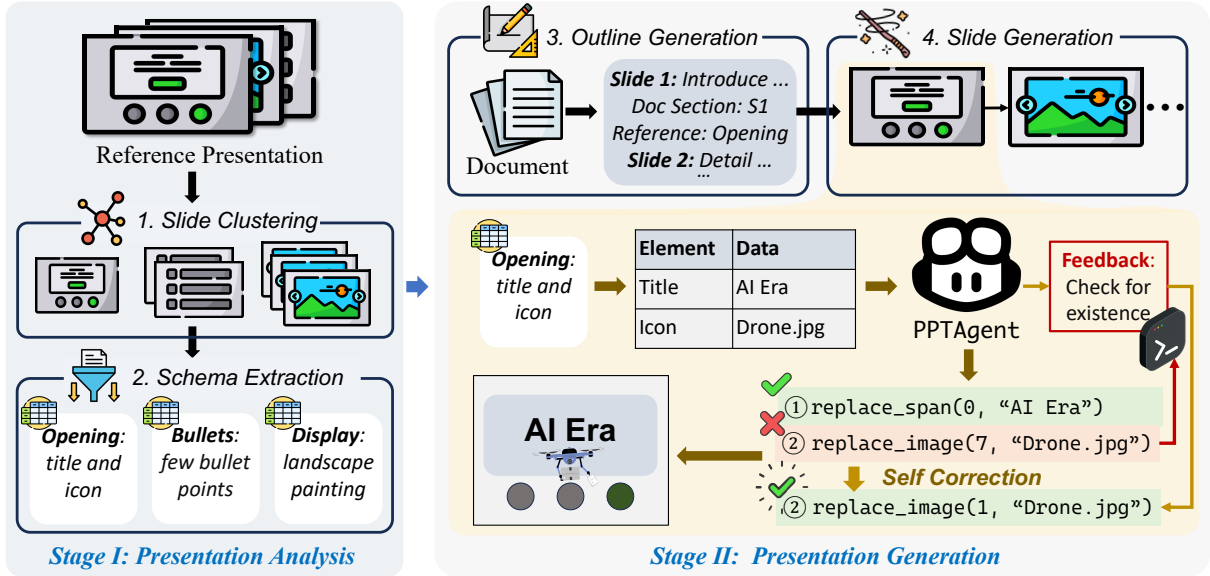 Reference Presentation
1. Slide Clustering
2. Schema Extraction
Opening:
title and
icon
Bullets:
few bullet
points
Display:
landscape
painting
Stage I: Presentation Analysis
3. Outline Generation
Document
Slide 1: Introduce ...
Doc Section: S1
Reference: Opening
Slide 2: Detail ...
...
4. Slide Generation
Opening:
title and
icon
Element Data
Title AI Era
Icon Drone.jpg
PPTAgent
Feedback:
Check for
existence
① replace_span(0, “AI Era”)
② replace_image(7, “Drone.jpg”)
Self Correction
② replace_image(1, “Drone.jpg”)
AI Era
Stage II: Presentation Generation